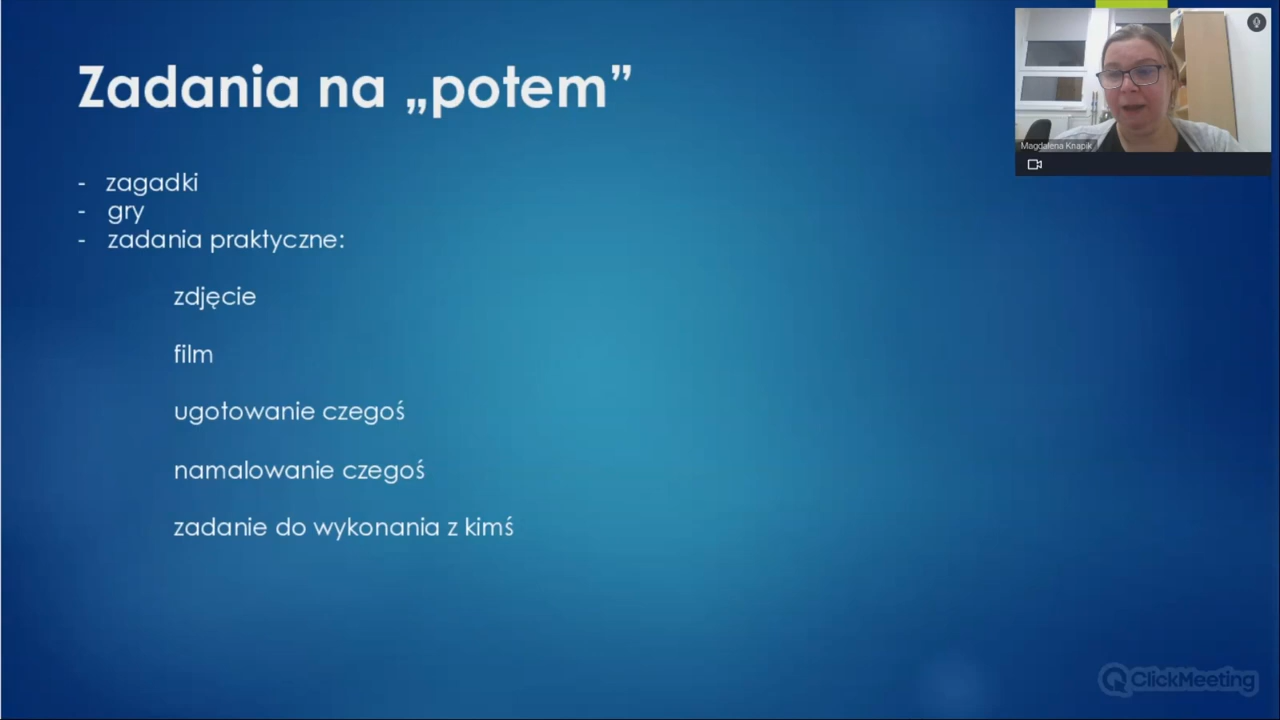 Zadania na „potem”
Magdalena Knapik
- zagadki
- gry
- zadania praktyczne:
zdjęcie
film
ugotowanie czegoś
namalowanie czegoś
zadanie do wykonania z kimś
ClickMeeting